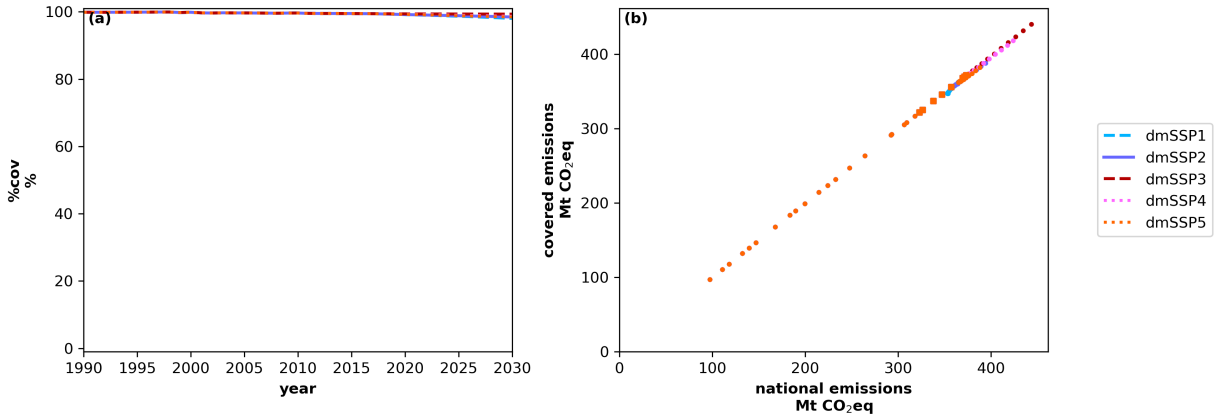 (a)
100
80
60
40
20
0
%cov
%
1990
1995
2000
2005
2010
2015
2020
2025
2030
year
(b)
400
300
200
100
0
covered emissions
Mt CO₂eq
0
100
200
300
400
national emissions
Mt CO₂eq
dmSSP1
dmSSP2
dmSSP3
dmSSP4
dmSSP5